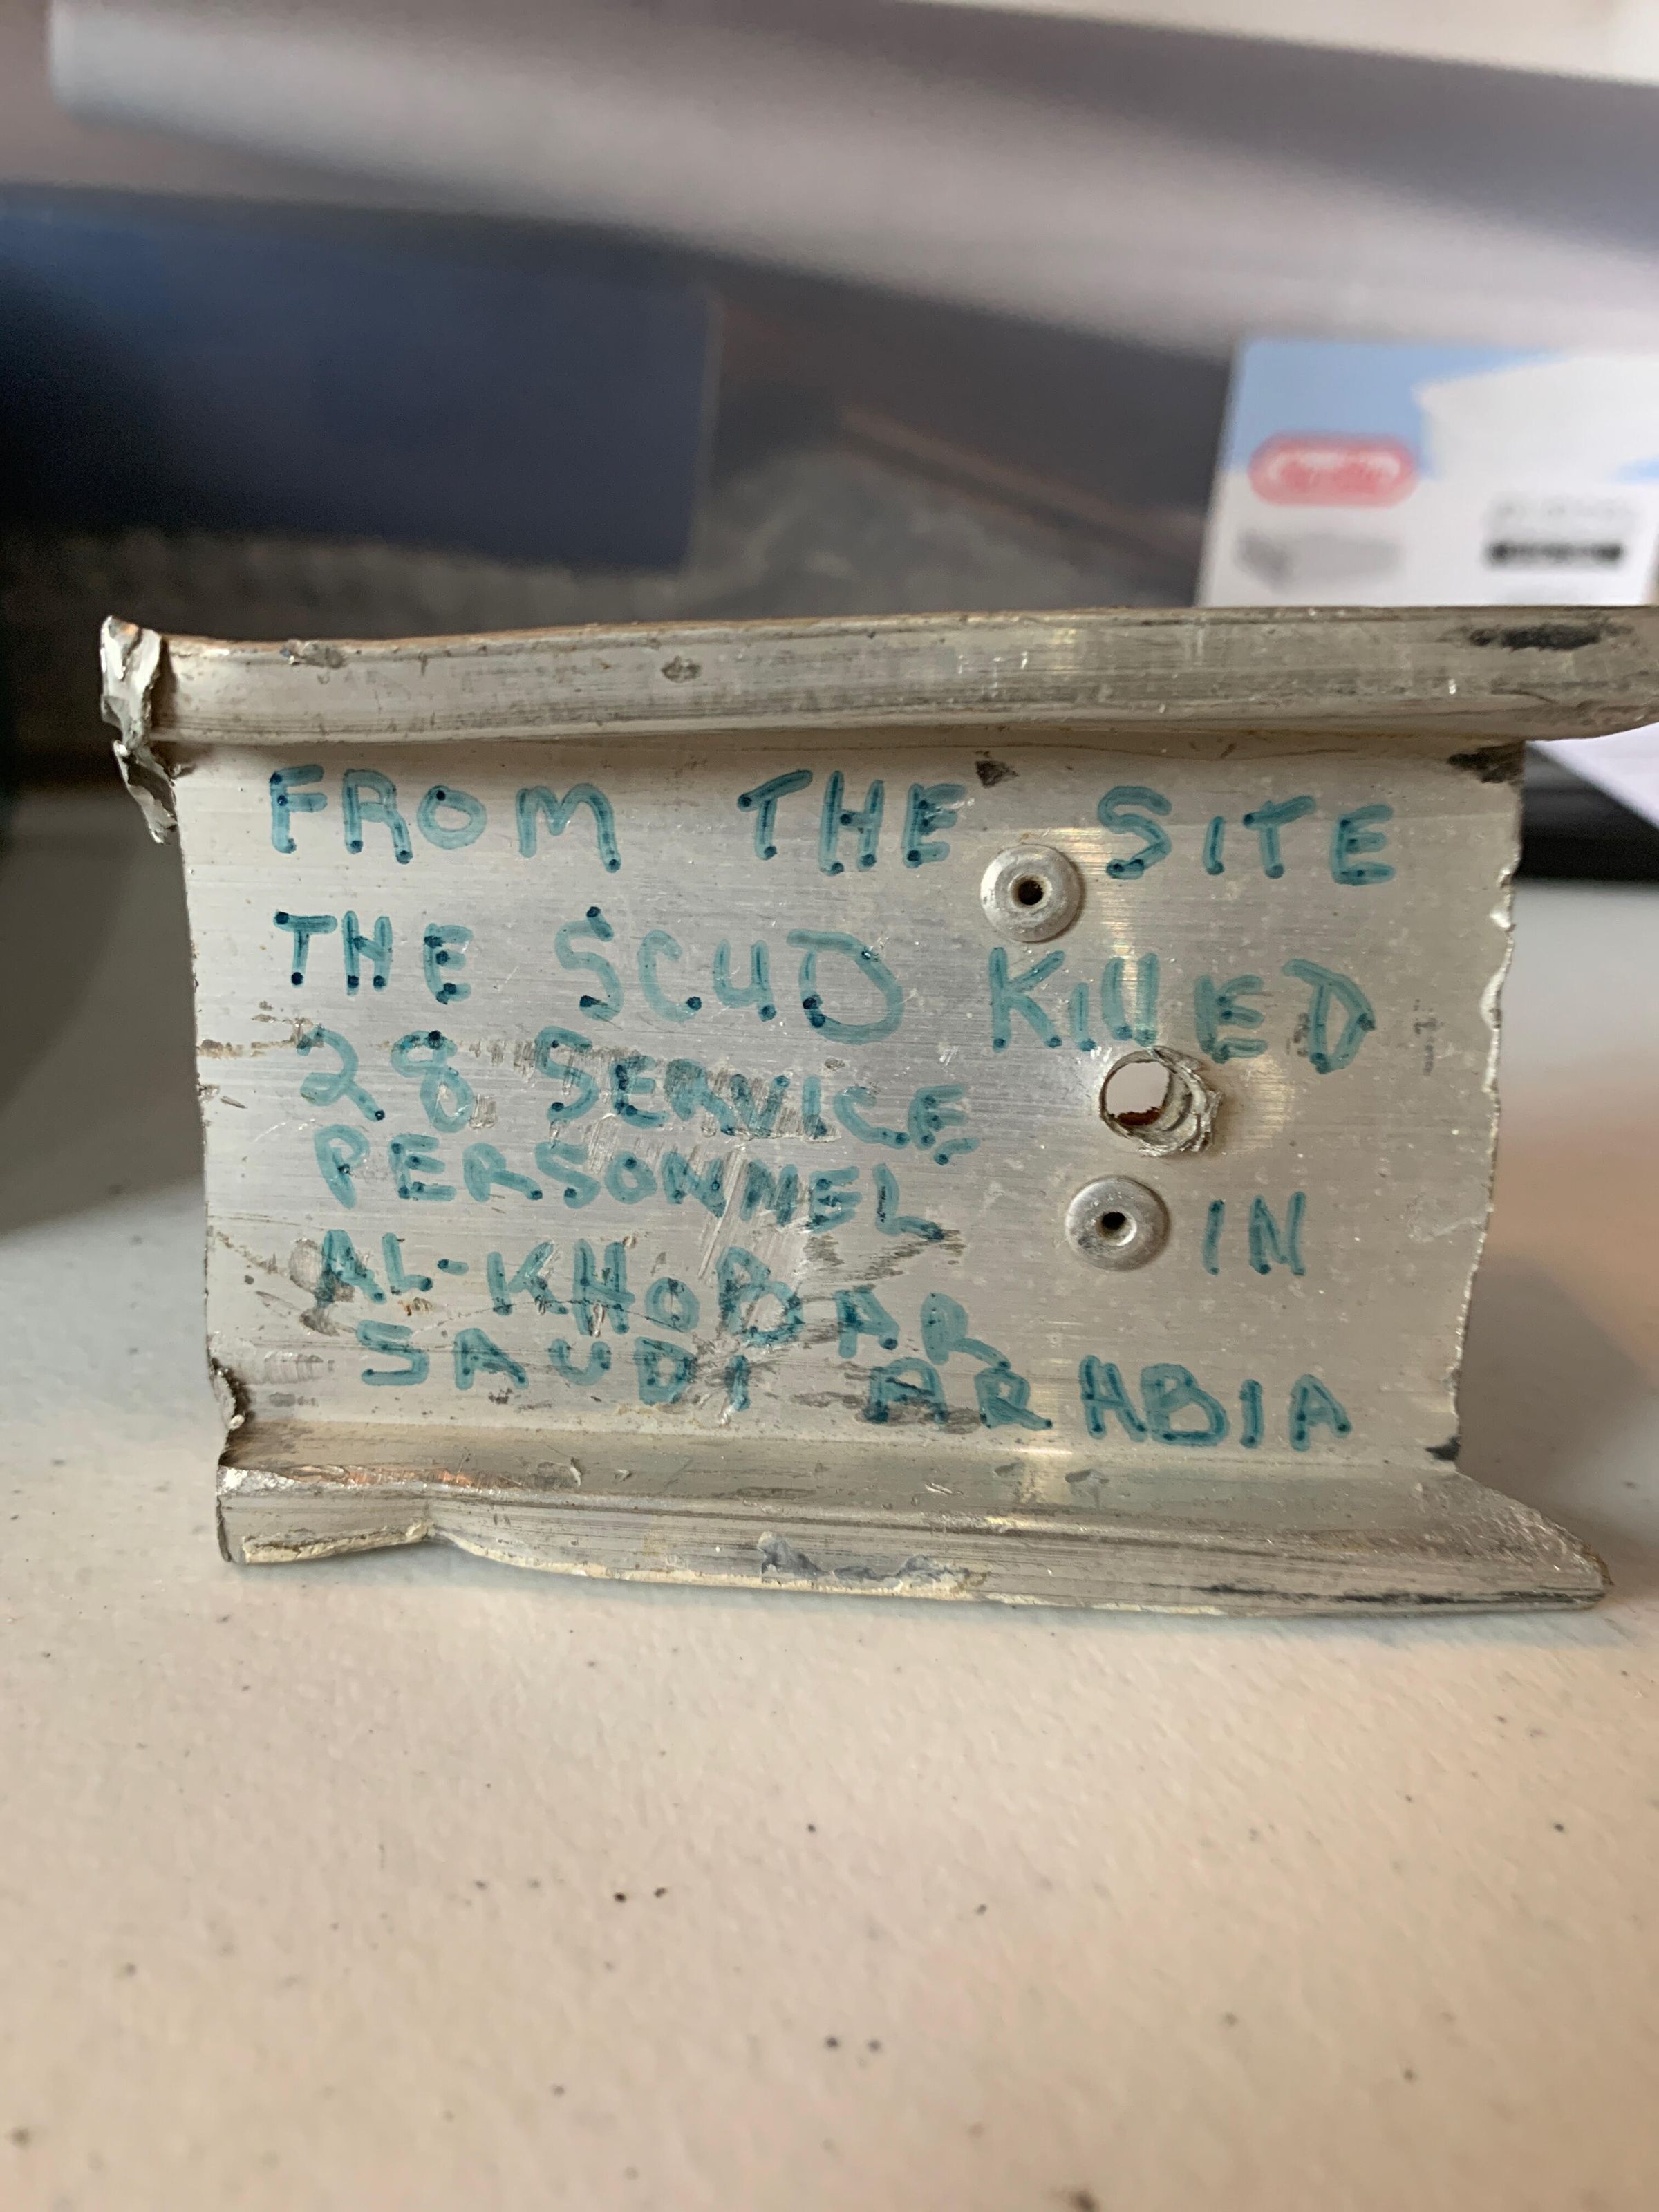 FROM THE SITE
THE SCUD KILLED
28 SERVICE
PERSONNEL IN
AL-KHOBAR
SAUDI ARABIA